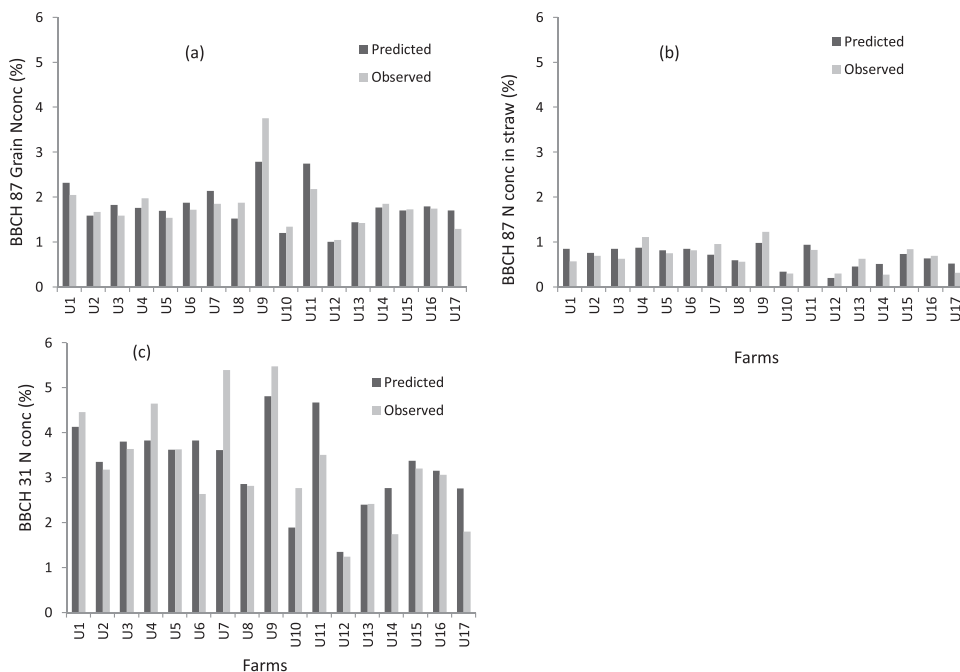 6
5
4
3
2
1
0
BBCH 87 Grain Nconc (%)
(a)
Predicted
Observed
U1 U2 U3 U4 U5 U6 U7 U8 U9 U10 U11 U12 U13 U14 U15 U16 U17
6
5
4
3
2
1
0
BBCH 87 N conc in straw (%)
(b)
Predicted
Observed
U1 U2 U3 U4 U5 U6 U7 U8 U9 U10 U11 U12 U13 U14 U15 U16 U17
Farms
6
5
4
3
2
1
0
BBCH 31 N conc (%)
(c)
Predicted
Observed
U1 U2 U3 U4 U5 U6 U7 U8 U9 U10 U11 U12 U13 U14 U15 U16 U17
Farms